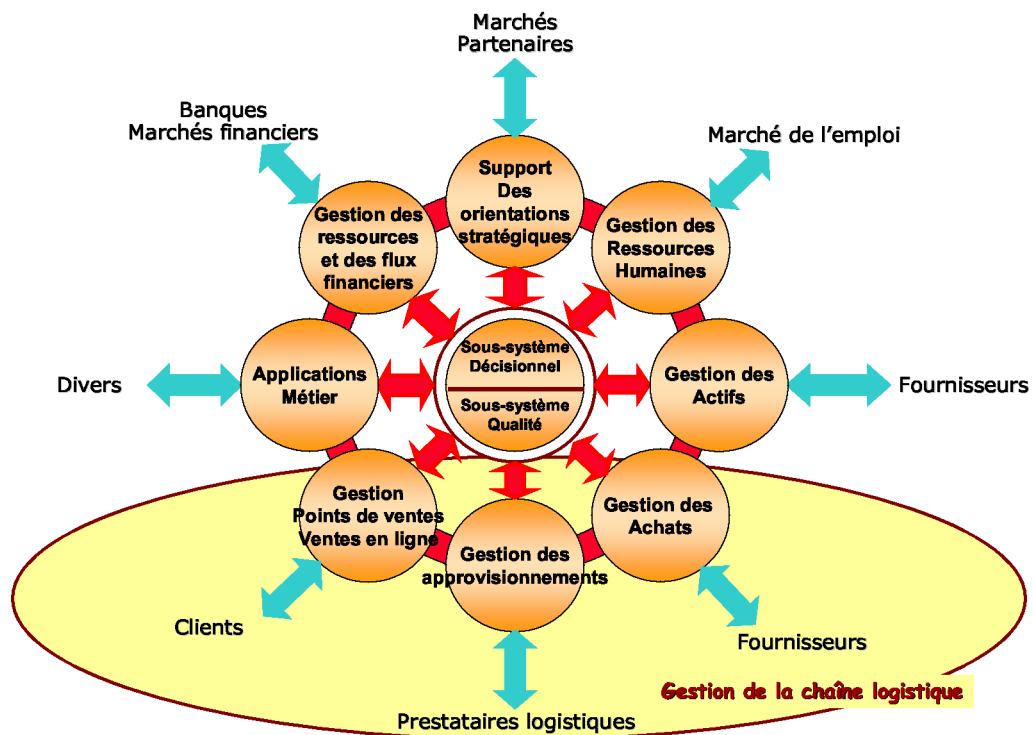 Marchés
Partenaires
Banques
Marchés financiers
Marché de l'emploi
Support
Des
orientations
stratégiques
Gestion des
ressources
et des flux
financiers
Gestion des
Ressources
Humaines
Sous-système
Décisionnel
Sous-système
Qualité
Divers
Applications
Métier
Gestion des
Actifs
Fournisseurs
Gestion
Points de ventes
Ventes en ligne
Gestion des
Achats
Gestion des
approvisionnements
Clients
Fournisseurs
Gestion de la chaîne logistique
Prestataires logistiques